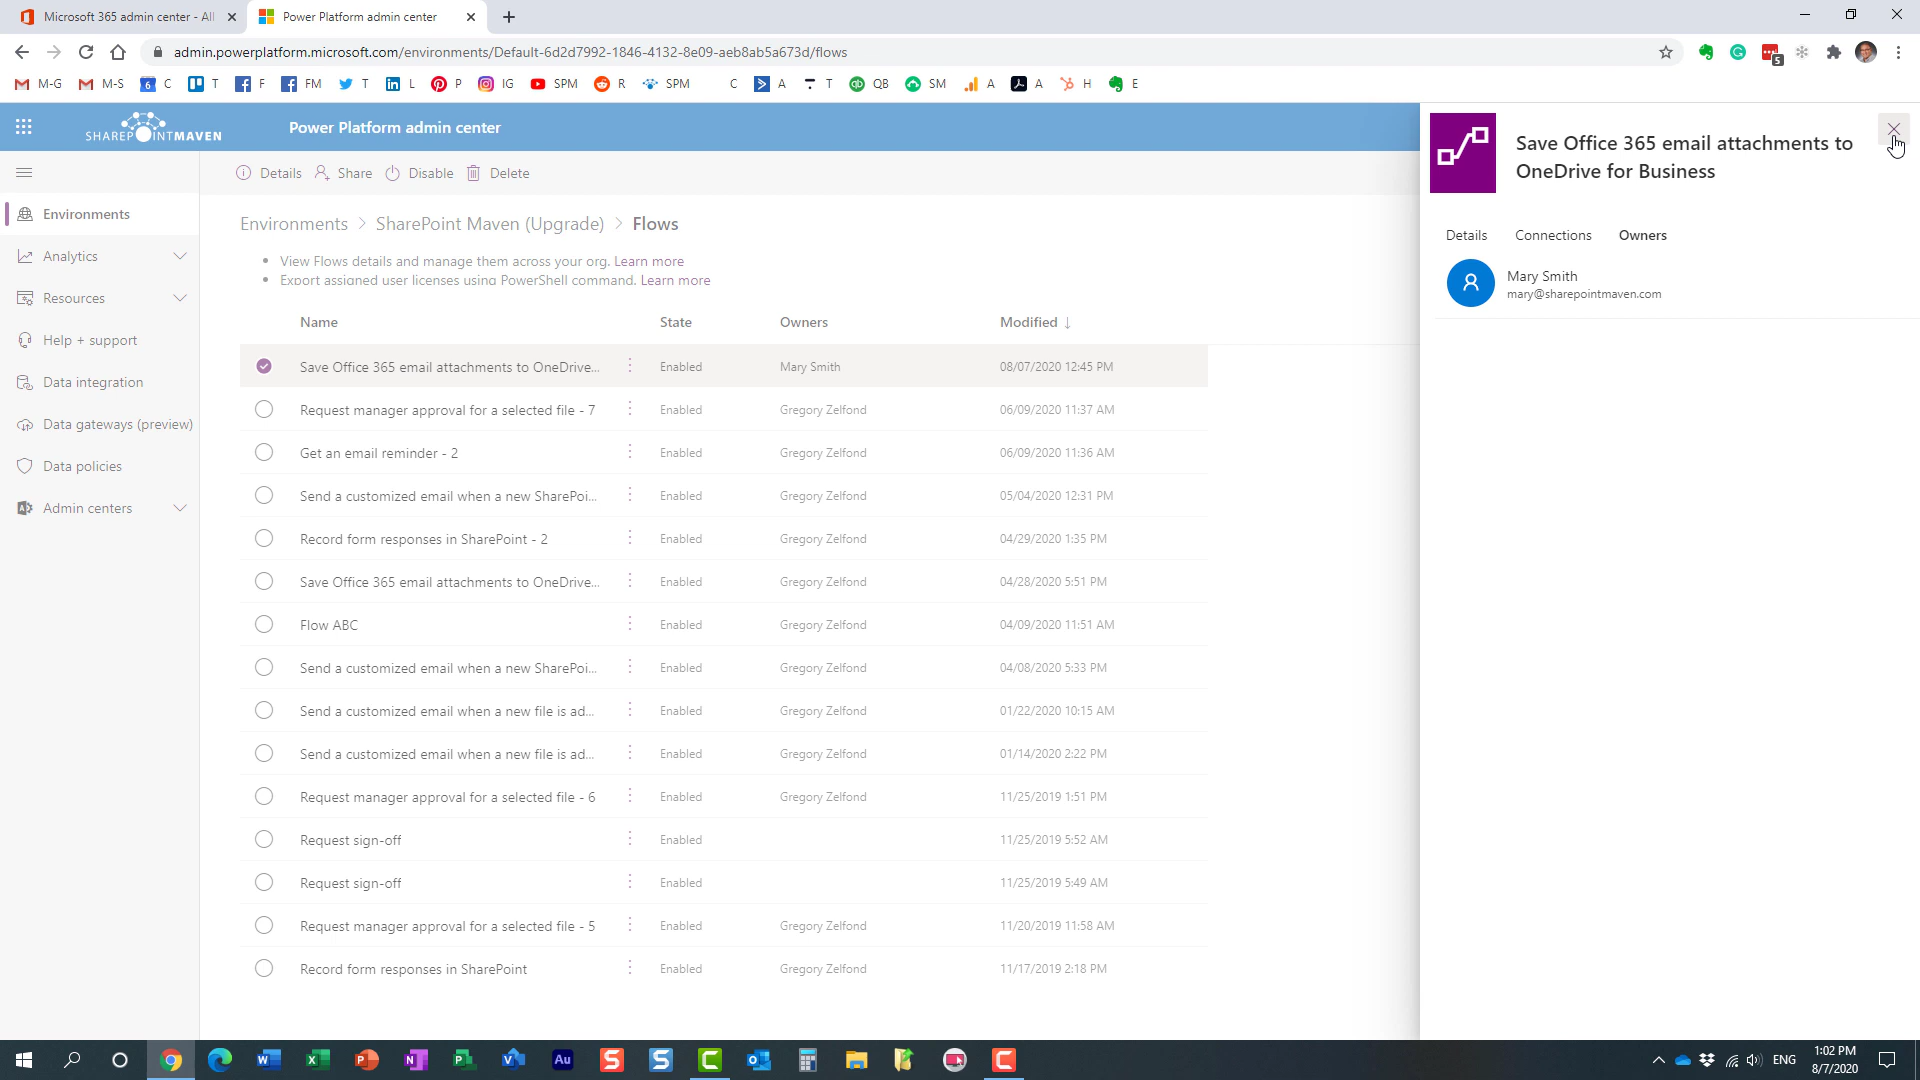 Microsoft 365 admin center - All
Power Platform admin center
admin.powerplatform.microsoft.com/environments/Default-6d2d7992-1846-4132-8e09-aeb8ab5a673d/flows
5
M-G M-S 6 C T F FM T L P IG SPM R SPM C A T QB SM A A H E
SHAREPOINTMAVEN
Power Platform admin center
Save Office 365 email attachments to
OneDrive for Business
Details Share Disable Delete
Environments
Analytics
Resources
Help + support
Data integration
Data gateways (preview)
Data policies
Admin centers
Environments > SharePoint Maven (Upgrade) > Flows
View Flows details and manage them across your org. Learn more
Export assigned user licenses using PowerShell command. Learn more
Name State Owners Modified ↓
Save Office 365 email attachments to OneDrive... Enabled Mary Smith 08/07/2020 12:45 PM
Request manager approval for a selected file - 7 Enabled Gregory Zelfond 06/09/2020 11:37 AM
Get an email reminder - 2 Enabled Gregory Zelfond 06/09/2020 11:36 AM
Send a customized email when a new SharePoi... Enabled Gregory Zelfond 05/04/2020 12:31 PM
Record form responses in SharePoint - 2 Enabled Gregory Zelfond 04/29/2020 1:35 PM
Save Office 365 email attachments to OneDrive... Enabled Gregory Zelfond 04/28/2020 5:51 PM
Flow ABC Enabled Gregory Zelfond 04/09/2020 11:51 AM
Send a customized email when a new SharePoi... Enabled Gregory Zelfond 04/08/2020 5:33 PM
Send a customized email when a new file is ad... Enabled Gregory Zelfond 01/22/2020 10:15 AM
Send a customized email when a new file is ad... Enabled Gregory Zelfond 01/14/2020 2:22 PM
Request manager approval for a selected file - 6 Enabled Gregory Zelfond 11/25/2019 1:51 PM
Request sign-off Enabled 11/25/2019 5:52 AM
Request sign-off Enabled 11/25/2019 5:49 AM
Request manager approval for a selected file - 5 Enabled Gregory Zelfond 11/20/2019 11:58 AM
Record form responses in SharePoint Enabled Gregory Zelfond 11/17/2019 2:18 PM
Details Connections Owners
Mary Smith
mary@sharepointmaven.com
ENG
1:02 PM
8/7/2020